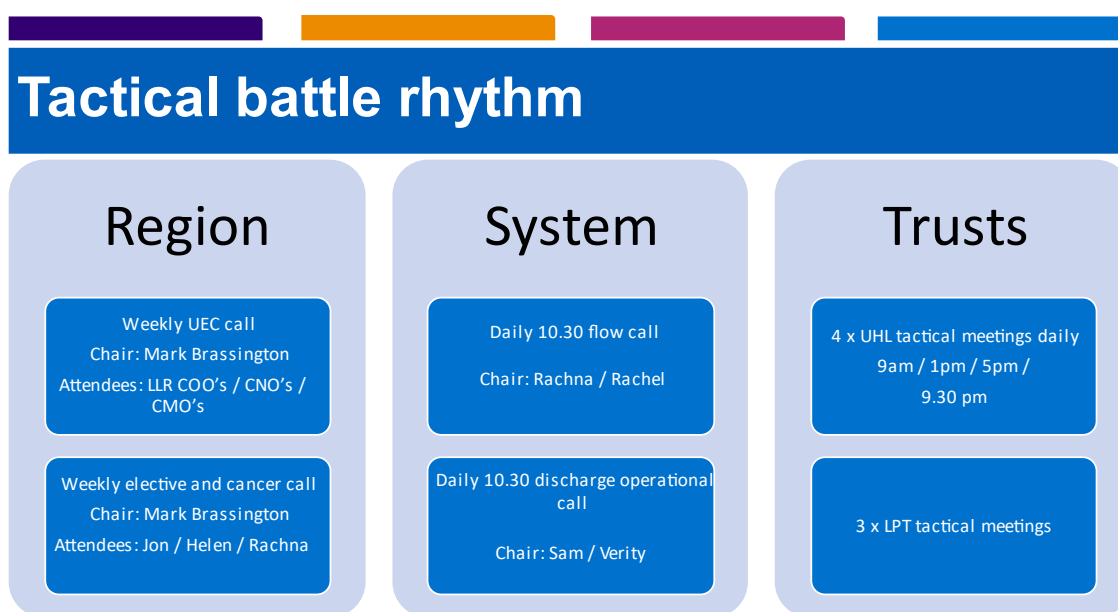 Tactical battle rhythm
Region
Weekly UEC call
Chair: Mark Brassington
Attendees: LLR COO’s / CNO’s /
CMO’s
Weekly elective and cancer call
Chair: Mark Brassington
Attendees: Jon / Helen / Rachna
System
Daily 10.30 flow call
Chair: Rachna / Rachel
Daily 10.30 discharge operational
call
Chair: Sam / Verity
Trusts
4 x UHL tactical meetings daily
9am / 1pm / 5pm /
9.30 pm
3 x LPT tactical meetings